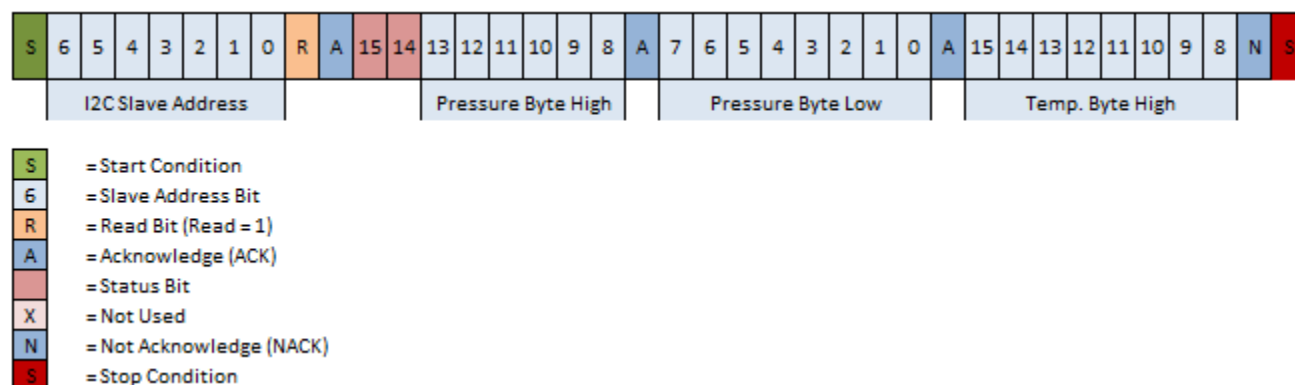 S 6 5 4 3 2 1 0 R A 15 14 13 12 11 10 9 8 A 7 6 5 4 3 2 1 0 A 15 14 13 12 11 10 9 8 N S
I2C Slave Address Pressure Byte High Pressure Byte Low Temp. Byte High
S =Start Condition
6 =Slave Address Bit
R =Read Bit (Read = 1)
A =Acknowledge (ACK)
=Status Bit
X =Not Used
N =Not Acknowledge (NACK)
S =Stop Condition